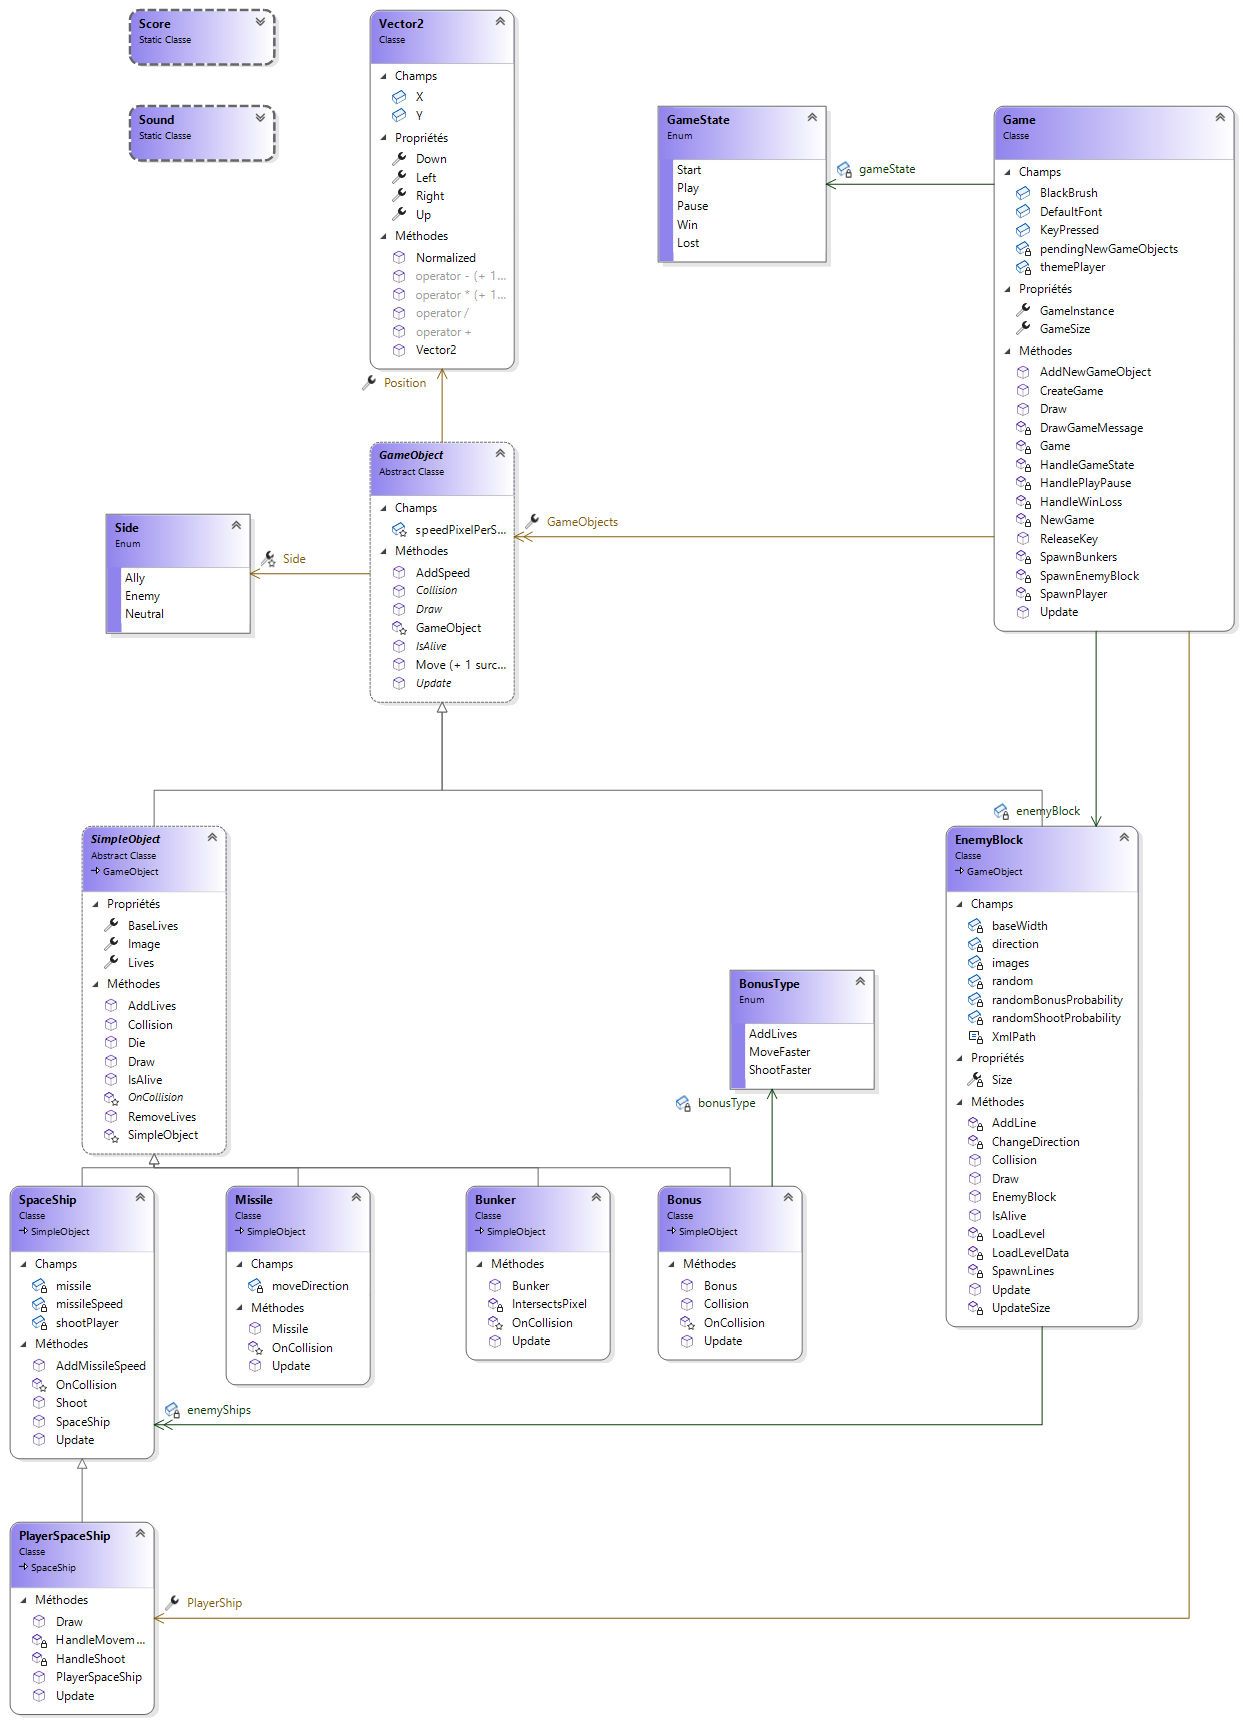 Score
Static Classe
Sound
Static Classe
Vector2
Classe
Champs
X
Y
Propriétés
Down
Left
Right
Up
Méthodes
Normalized
operator - (+ 1...
operator * (+ 1...
operator /
operator +
Vector2
Position
GameState
Enum
Start
Play
Pause
Win
Lost
gameState
Game
Classe
Champs
BlackBrush
DefaultFont
KeyPressed
pendingNewGameObjects
themePlayer
Propriétés
GameInstance
GameSize
Méthodes
AddNewGameObject
CreateGame
Draw
DrawGameMessage
Game
HandleGameState
HandlePlayPause
HandleWinLoss
NewGame
ReleaseKey
SpawnBunkers
SpawnEnemyBlock
SpawnPlayer
Update
GameObject
Abstract Classe
Champs
speedPixelPerS...
Méthodes
AddSpeed
Collision
Draw
GameObject
IsAlive
Move (+ 1 surc...
Update
GameObjects
Side
Enum
Ally
Enemy
Neutral
Side
SimpleObject
Abstract Classe
GameObject
Propriétés
BaseLives
Image
Lives
Méthodes
AddLives
Collision
Die
Draw
IsAlive
OnCollision
RemoveLives
SimpleObject
enemyBlock
EnemyBlock
Classe
GameObject
Champs
baseWidth
direction
images
random
randomBonusProbability
randomShootProbability
XmlPath
Propriétés
Size
Méthodes
AddLine
ChangeDirection
Collision
Draw
EnemyBlock
IsAlive
LoadLevel
LoadLevelData
SpawnLines
Update
UpdateSize
BonusType
Enum
AddLives
MoveFaster
ShootFaster
bonusType
SpaceShip
Classe
SimpleObject
Champs
missile
missileSpeed
shootPlayer
Méthodes
AddMissileSpeed
OnCollision
Shoot
SpaceShip
Update
Missile
Classe
SimpleObject
Champs
moveDirection
Méthodes
Missile
OnCollision
Update
Bunker
Classe
SimpleObject
Méthodes
Bunker
IntersectsPixel
OnCollision
Update
Bonus
Classe
SimpleObject
Méthodes
Bonus
Collision
OnCollision
Update
enemyShips
PlayerSpaceShip
Classe
SpaceShip
Méthodes
Draw
HandleMovem...
HandleShoot
PlayerSpaceShip
Update
PlayerShip